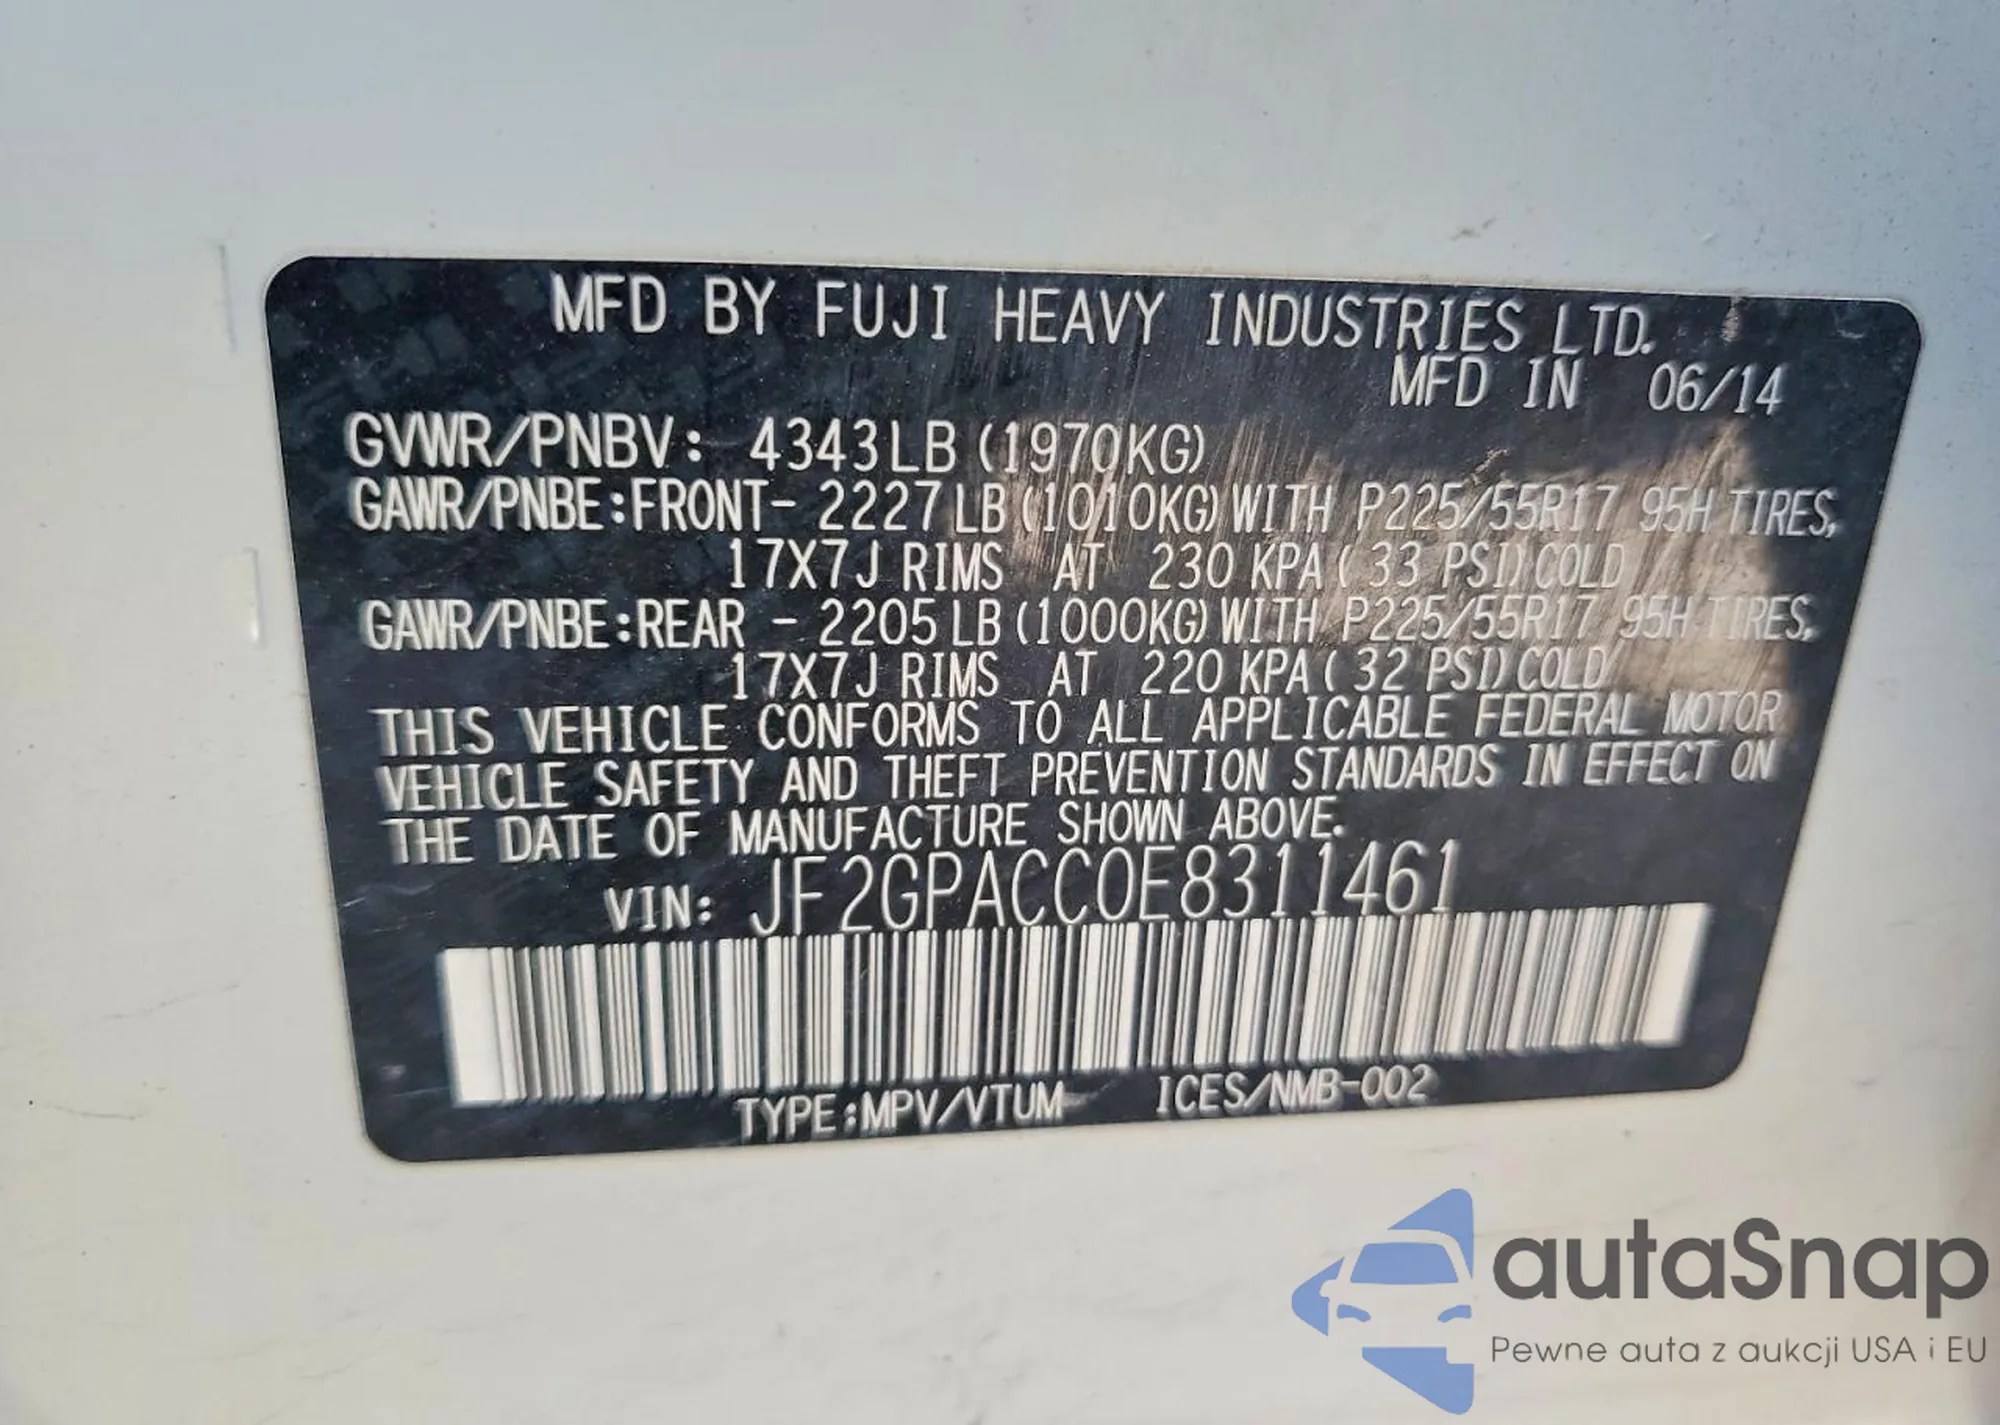 MFD BY FUJI HEAVY INDUSTRIES LTD.
MFD IN 06/14
GVWR/PNBV: 4343LB (1970KG)
GAWR/PNBE:FRONT- 2227LB (1010KG) WITH P225/55R17 95H TIRES,
17X7J RIMS AT 230 KPA ( 33 PSI) COLD
GAWR/PNBE:REAR - 2205LB (1000KG) WITH P225/55R17 95H TIRES,
17X7J RIMS AT 220 KPA ( 32 PSI) COLD
THIS VEHICLE CONFORMS TO ALL APPLICABLE FEDERAL MOTOR
VEHICLE SAFETY AND THEFT PREVENTION STANDARDS IN EFFECT ON
THE DATE OF MANUFACTURE SHOWN ABOVE.
VIN: JF2GPACC0E8311461
TYPE:MPV/VTUM ICES/NMB-002
autaSnap
Pewne auta z aukcji USA i EU